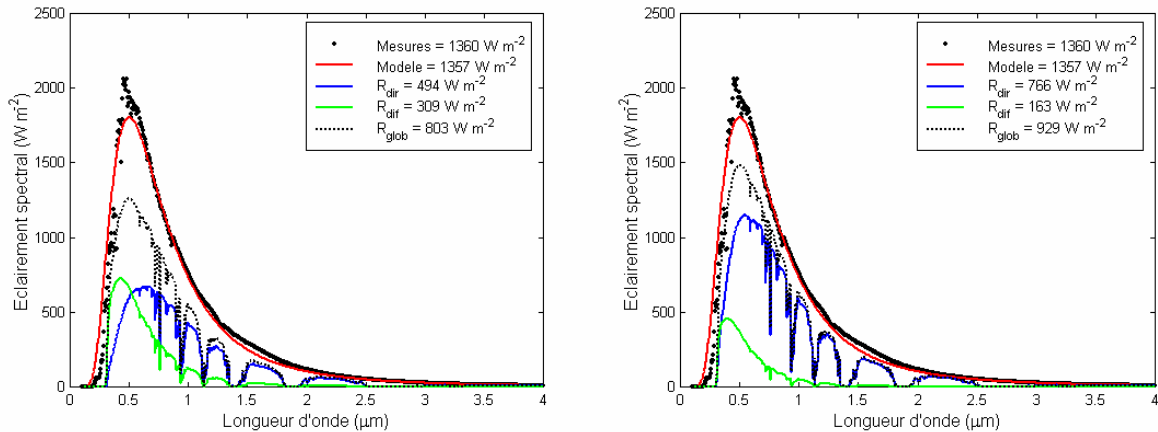 2500
2000
1500
1000
500
0
0
0.5
1
1.5
2
2.5
3
3.5
4
Eclairement spectral (W m-2)
Longueur d'onde (µm)
Mesures = 1360 W m-2
Modele = 1357 W m-2
Rdir = 494 W m-2
Rdif = 309 W m-2
Rglob = 803 W m-2
2500
2000
1500
1000
500
0
0
0.5
1
1.5
2
2.5
3
3.5
4
Eclairement spectral (W m-2)
Longueur d'onde (µm)
Mesures = 1360 W m-2
Modele = 1357 W m-2
Rdir = 766 W m-2
Rdif = 163 W m-2
Rglob = 929 W m-2